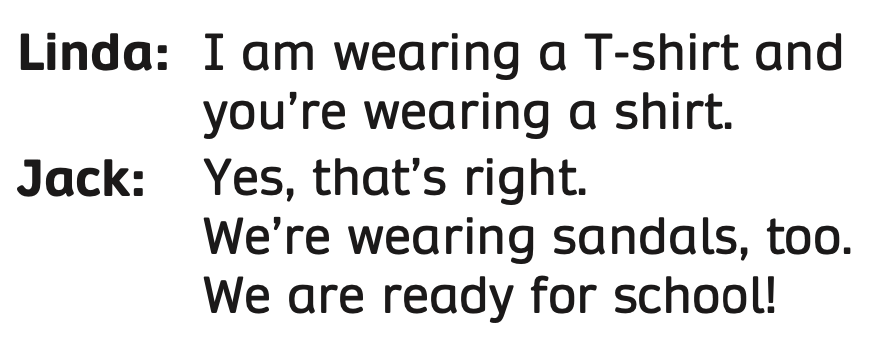 Linda: I am wearing a T-shirt and
you’re wearing a shirt.
Jack: Yes, that’s right.
We’re wearing sandals, too.
We are ready for school!